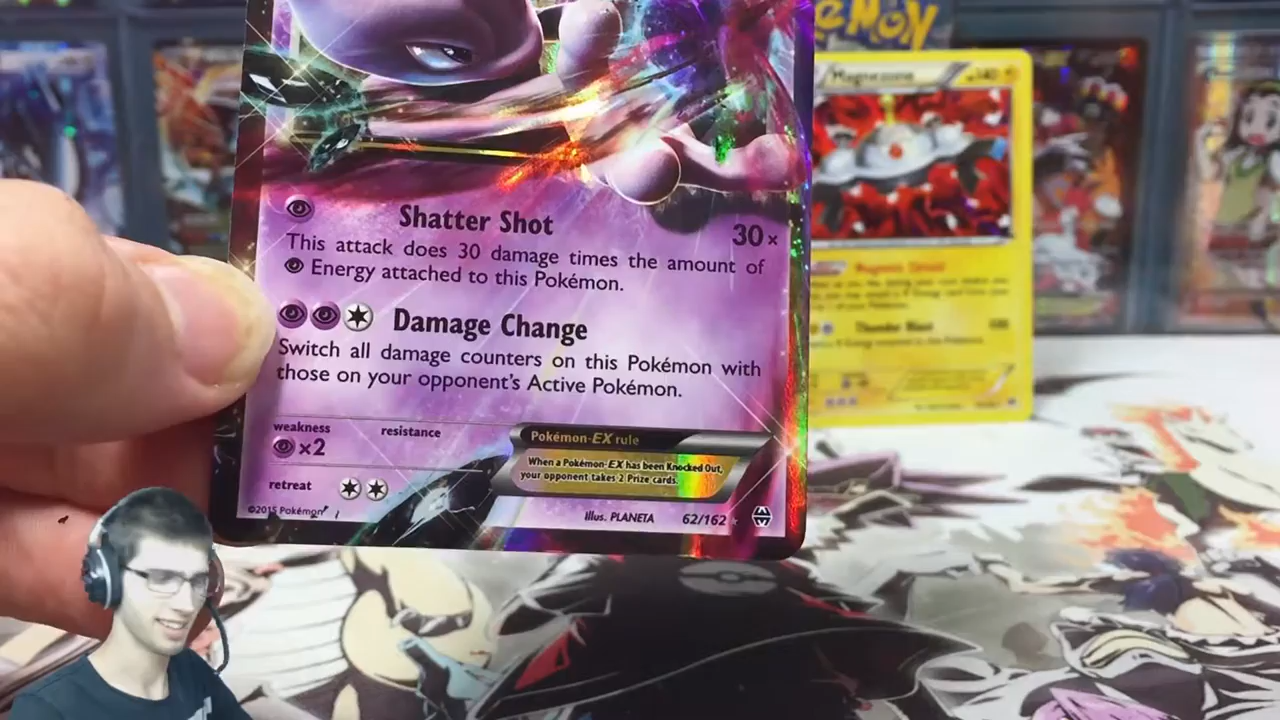 Shatter Shot 30×
This attack does 30 damage times the amount of
Energy attached to this Pokémon.
Damage Change
Switch all damage counters on this Pokémon with
those on your opponent's Active Pokémon.
weakness resistance
×2
Pokémon-EX rule
When a Pokémon-EX has been Knocked Out,
your opponent takes 2 Prize cards.
retreat
©2015 Pokémon
Illus. PLANETA 62/162
Magnezone
Thunder Blast